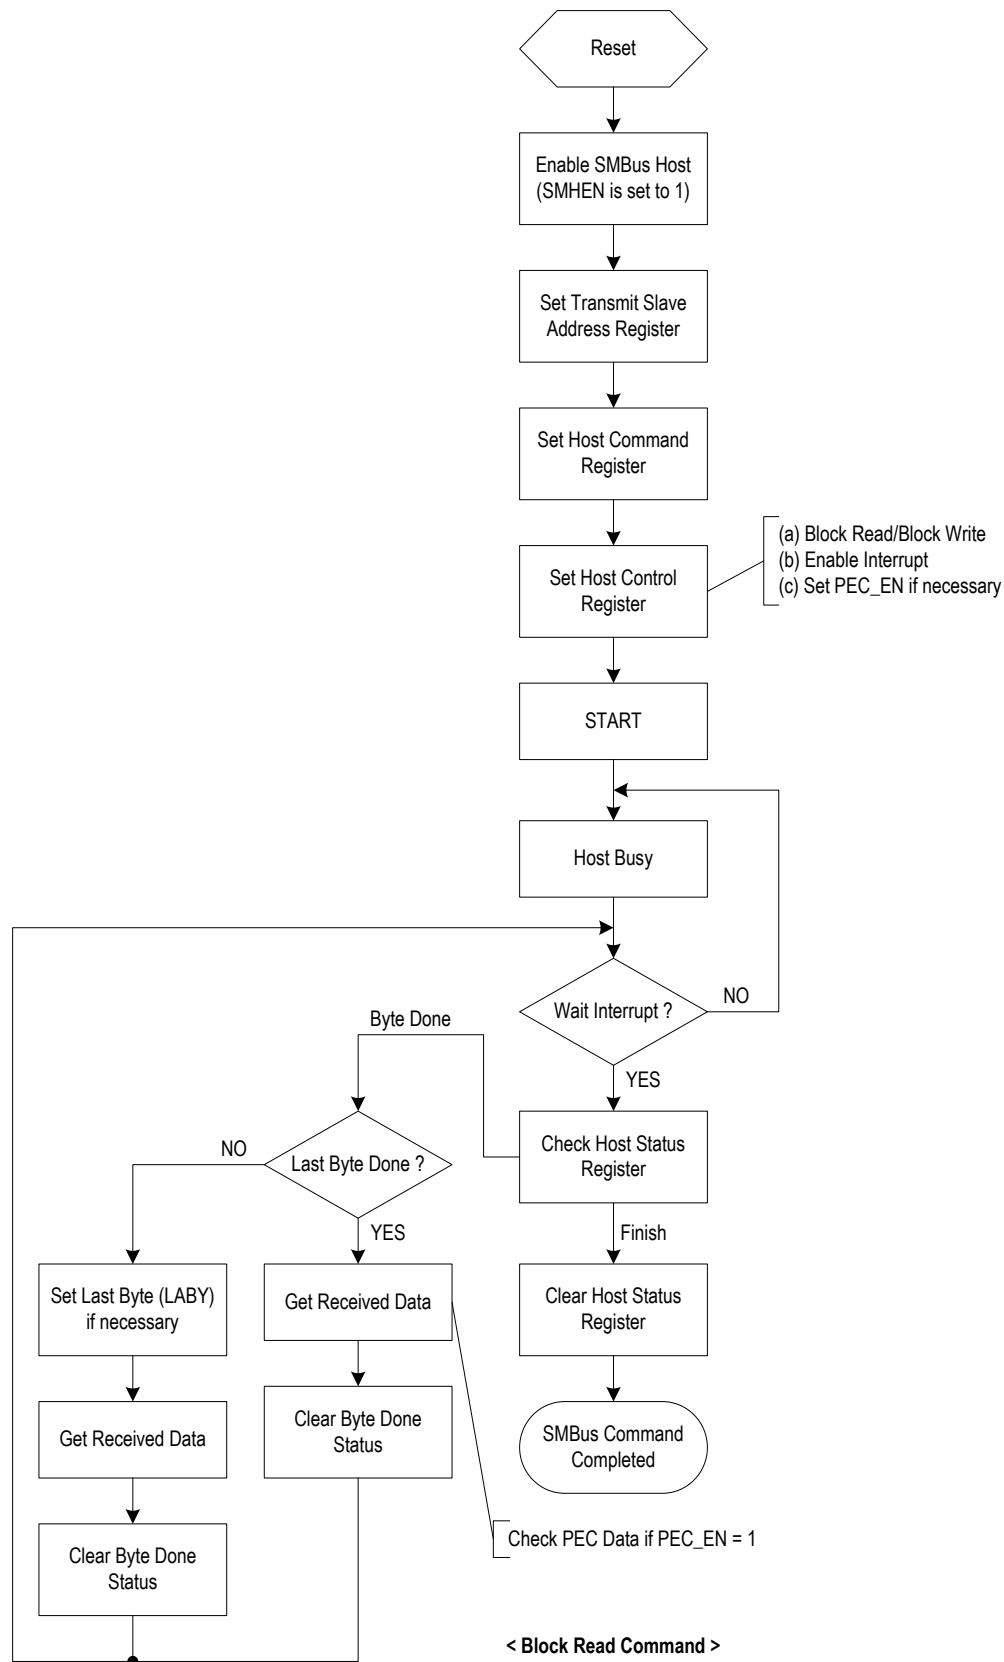 Reset
Enable SMBus Host
(SMHEN is set to 1)
Set Transmit Slave
Address Register
Set Host Command
Register
Set Host Control
Register
(a) Block Read/Block Write
(b) Enable Interrupt
(c) Set PEC_EN if necessary
START
Host Busy
Wait Interrupt ?
NO
YES
Byte Done
Check Host Status
Register
Last Byte Done ?
NO
YES
Finish
Set Last Byte (LABY)
if necessary
Get Received Data
Clear Host Status
Register
Get Received Data
Clear Byte Done
Status
SMBus Command
Completed
Check PEC Data if PEC_EN = 1
Clear Byte Done
Status
< Block Read Command >